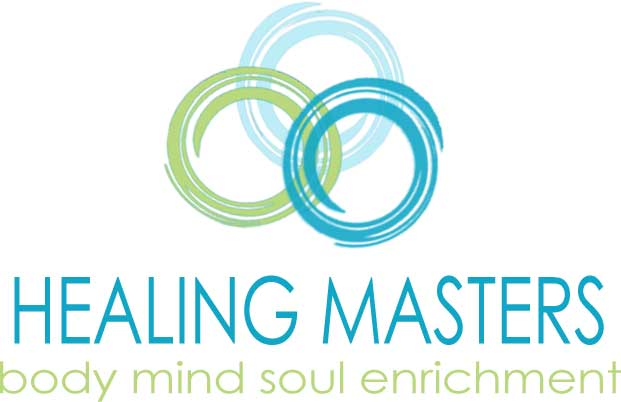 HEALING MASTERS
body mind soul enrichment